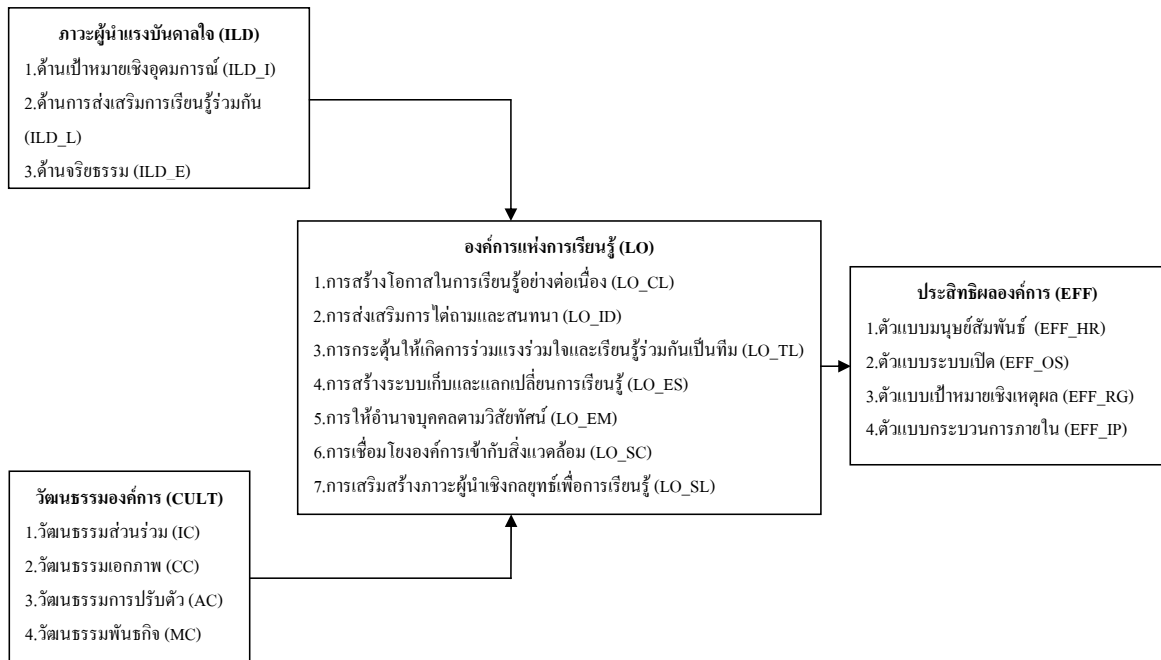 ภาวะผู้นำแรงบันดาลใจ (ILD)
1.ด้านเป้าหมายเชิงอุดมการณ์ (ILD_I)
2.ด้านการส่งเสริมการเรียนรู้ร่วมกัน
(ILD_L)
3.ด้านจริยธรรม (ILD_E)
องค์การแห่งการเรียนรู้ (LO)
1.การสร้างโอกาสในการเรียนรู้อย่างต่อเนื่อง (LO_CL)
2.การส่งเสริมการไต่ถามและสนทนา (LO_ID)
3.การกระตุ้นให้เกิดการร่วมแรงร่วมใจและเรียนรู้ร่วมกันเป็นทีม (LO_TL)
4.การสร้างระบบเก็บและแลกเปลี่ยนการเรียนรู้ (LO_ES)
5.การให้อำนาจบุคคลตามวิสัยทัศน์ (LO_EM)
6.การเชื่อมโยงองค์การเข้ากับสิ่งแวดล้อม (LO_SC)
7.การเสริมสร้างภาวะผู้นำเชิงกลยุทธ์เพื่อการเรียนรู้ (LO_SL)
ประสิทธิผลองค์การ (EFF)
1.ตัวแบบมนุษย์สัมพันธ์ (EFF_HR)
2.ตัวแบบระบบเปิด (EFF_OS)
3.ตัวแบบเป้าหมายเชิงเหตุผล (EFF_RG)
4.ตัวแบบกระบวนการภายใน (EFF_IP)
วัฒนธรรมองค์การ (CULT)
1.วัฒนธรรมส่วนร่วม (IC)
2.วัฒนธรรมเอกภาพ (CC)
3.วัฒนธรรมการปรับตัว (AC)
4.วัฒนธรรมพันธกิจ (MC)